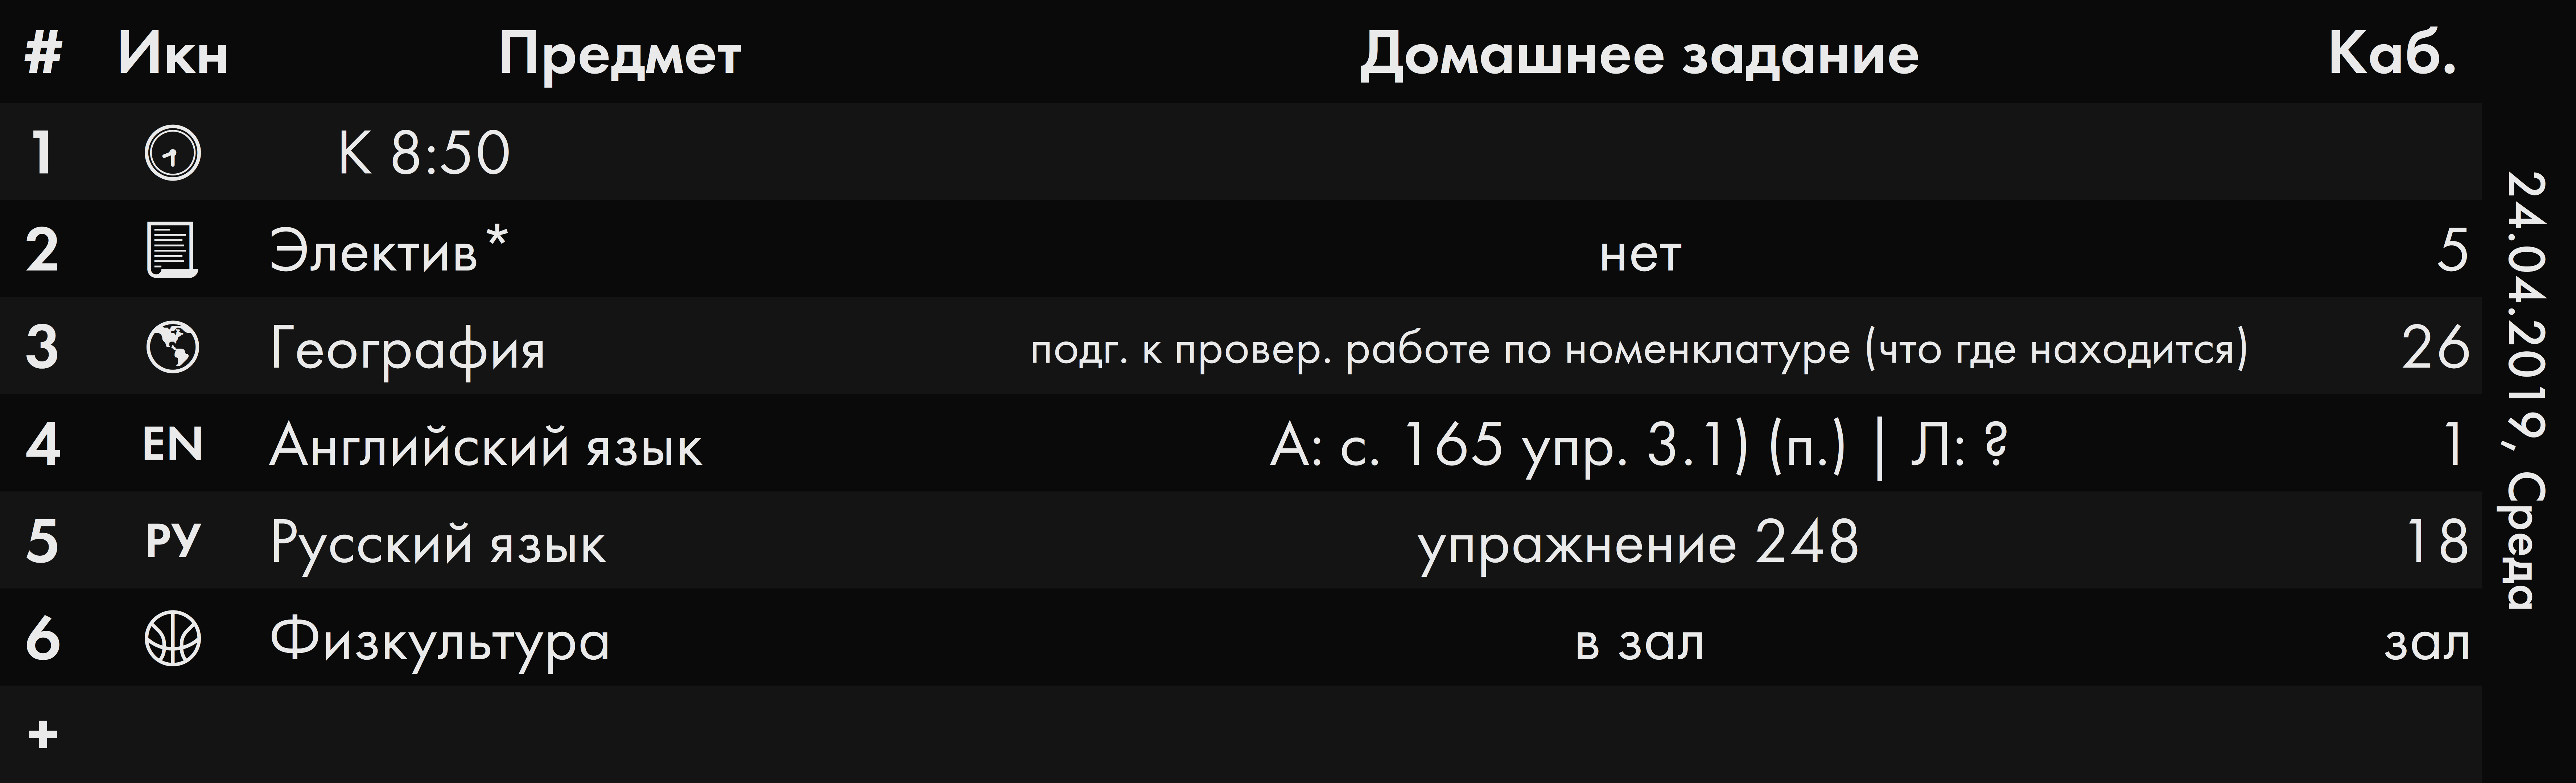 # Икн Предмет Домашнее задание Каб.
1 К 8:50
2 Электив* нет 5
3 География подг. к провер. работе по номенклатуре (что где находится) 26
4 EN Английский язык А: с. 165 упр. 3.1) (п.) | Л: ? 1
5 РУ Русский язык упражнение 248 18
6 Физкультура в зал зал
+
24.04.2019, Среда